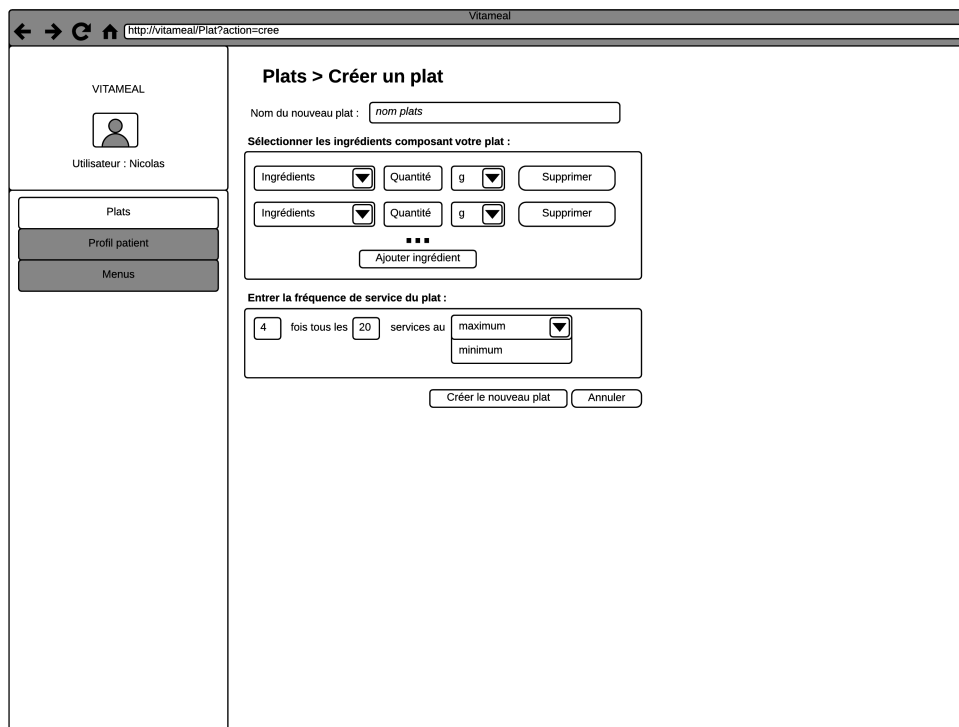 Vitameal
http://vitameal/Plat?action=cree
VITAMEAL
Utilisateur : Nicolas
Plats
Profil patient
Menus
Plats > Créer un plat
Nom du nouveau plat : nom plats
Sélectionner les ingrédients composant votre plat :
Ingrédients Quantité g Supprimer
Ingrédients Quantité g Supprimer
...
Ajouter ingrédient
Entrer la fréquence de service du plat :
4 fois tous les 20 services au maximum
minimum
Créer le nouveau plat Annuler